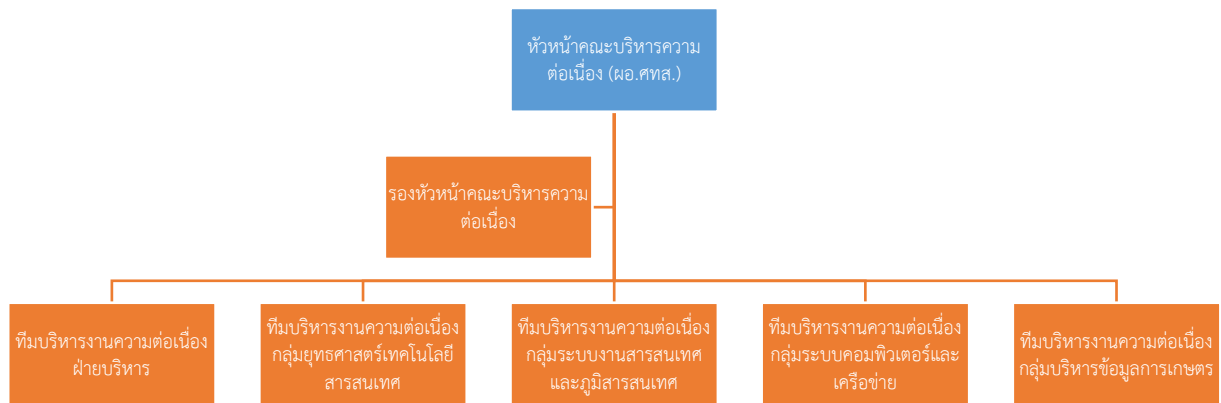 หัวหน้าคณะบริหารความ
ต่อเนื่อง (ผอ.ศทส.)
รองหัวหน้าคณะบริหารความ
ต่อเนื่อง
ทีมบริหารงานความต่อเนื่อง
ฝ่ายบริหาร
ทีมบริหารงานความต่อเนื่อง
กลุ่มยุทธศาสตร์เทคโนโลยี
สารสนเทศ
ทีมบริหารงานความต่อเนื่อง
กลุ่มระบบงานสารสนเทศ
และภูมิสารสนเทศ
ทีมบริหารงานความต่อเนื่อง
กลุ่มระบบคอมพิวเตอร์และ
เครือข่าย
ทีมบริหารงานความต่อเนื่อง
กลุ่มบริหารข้อมูลการเกษตร